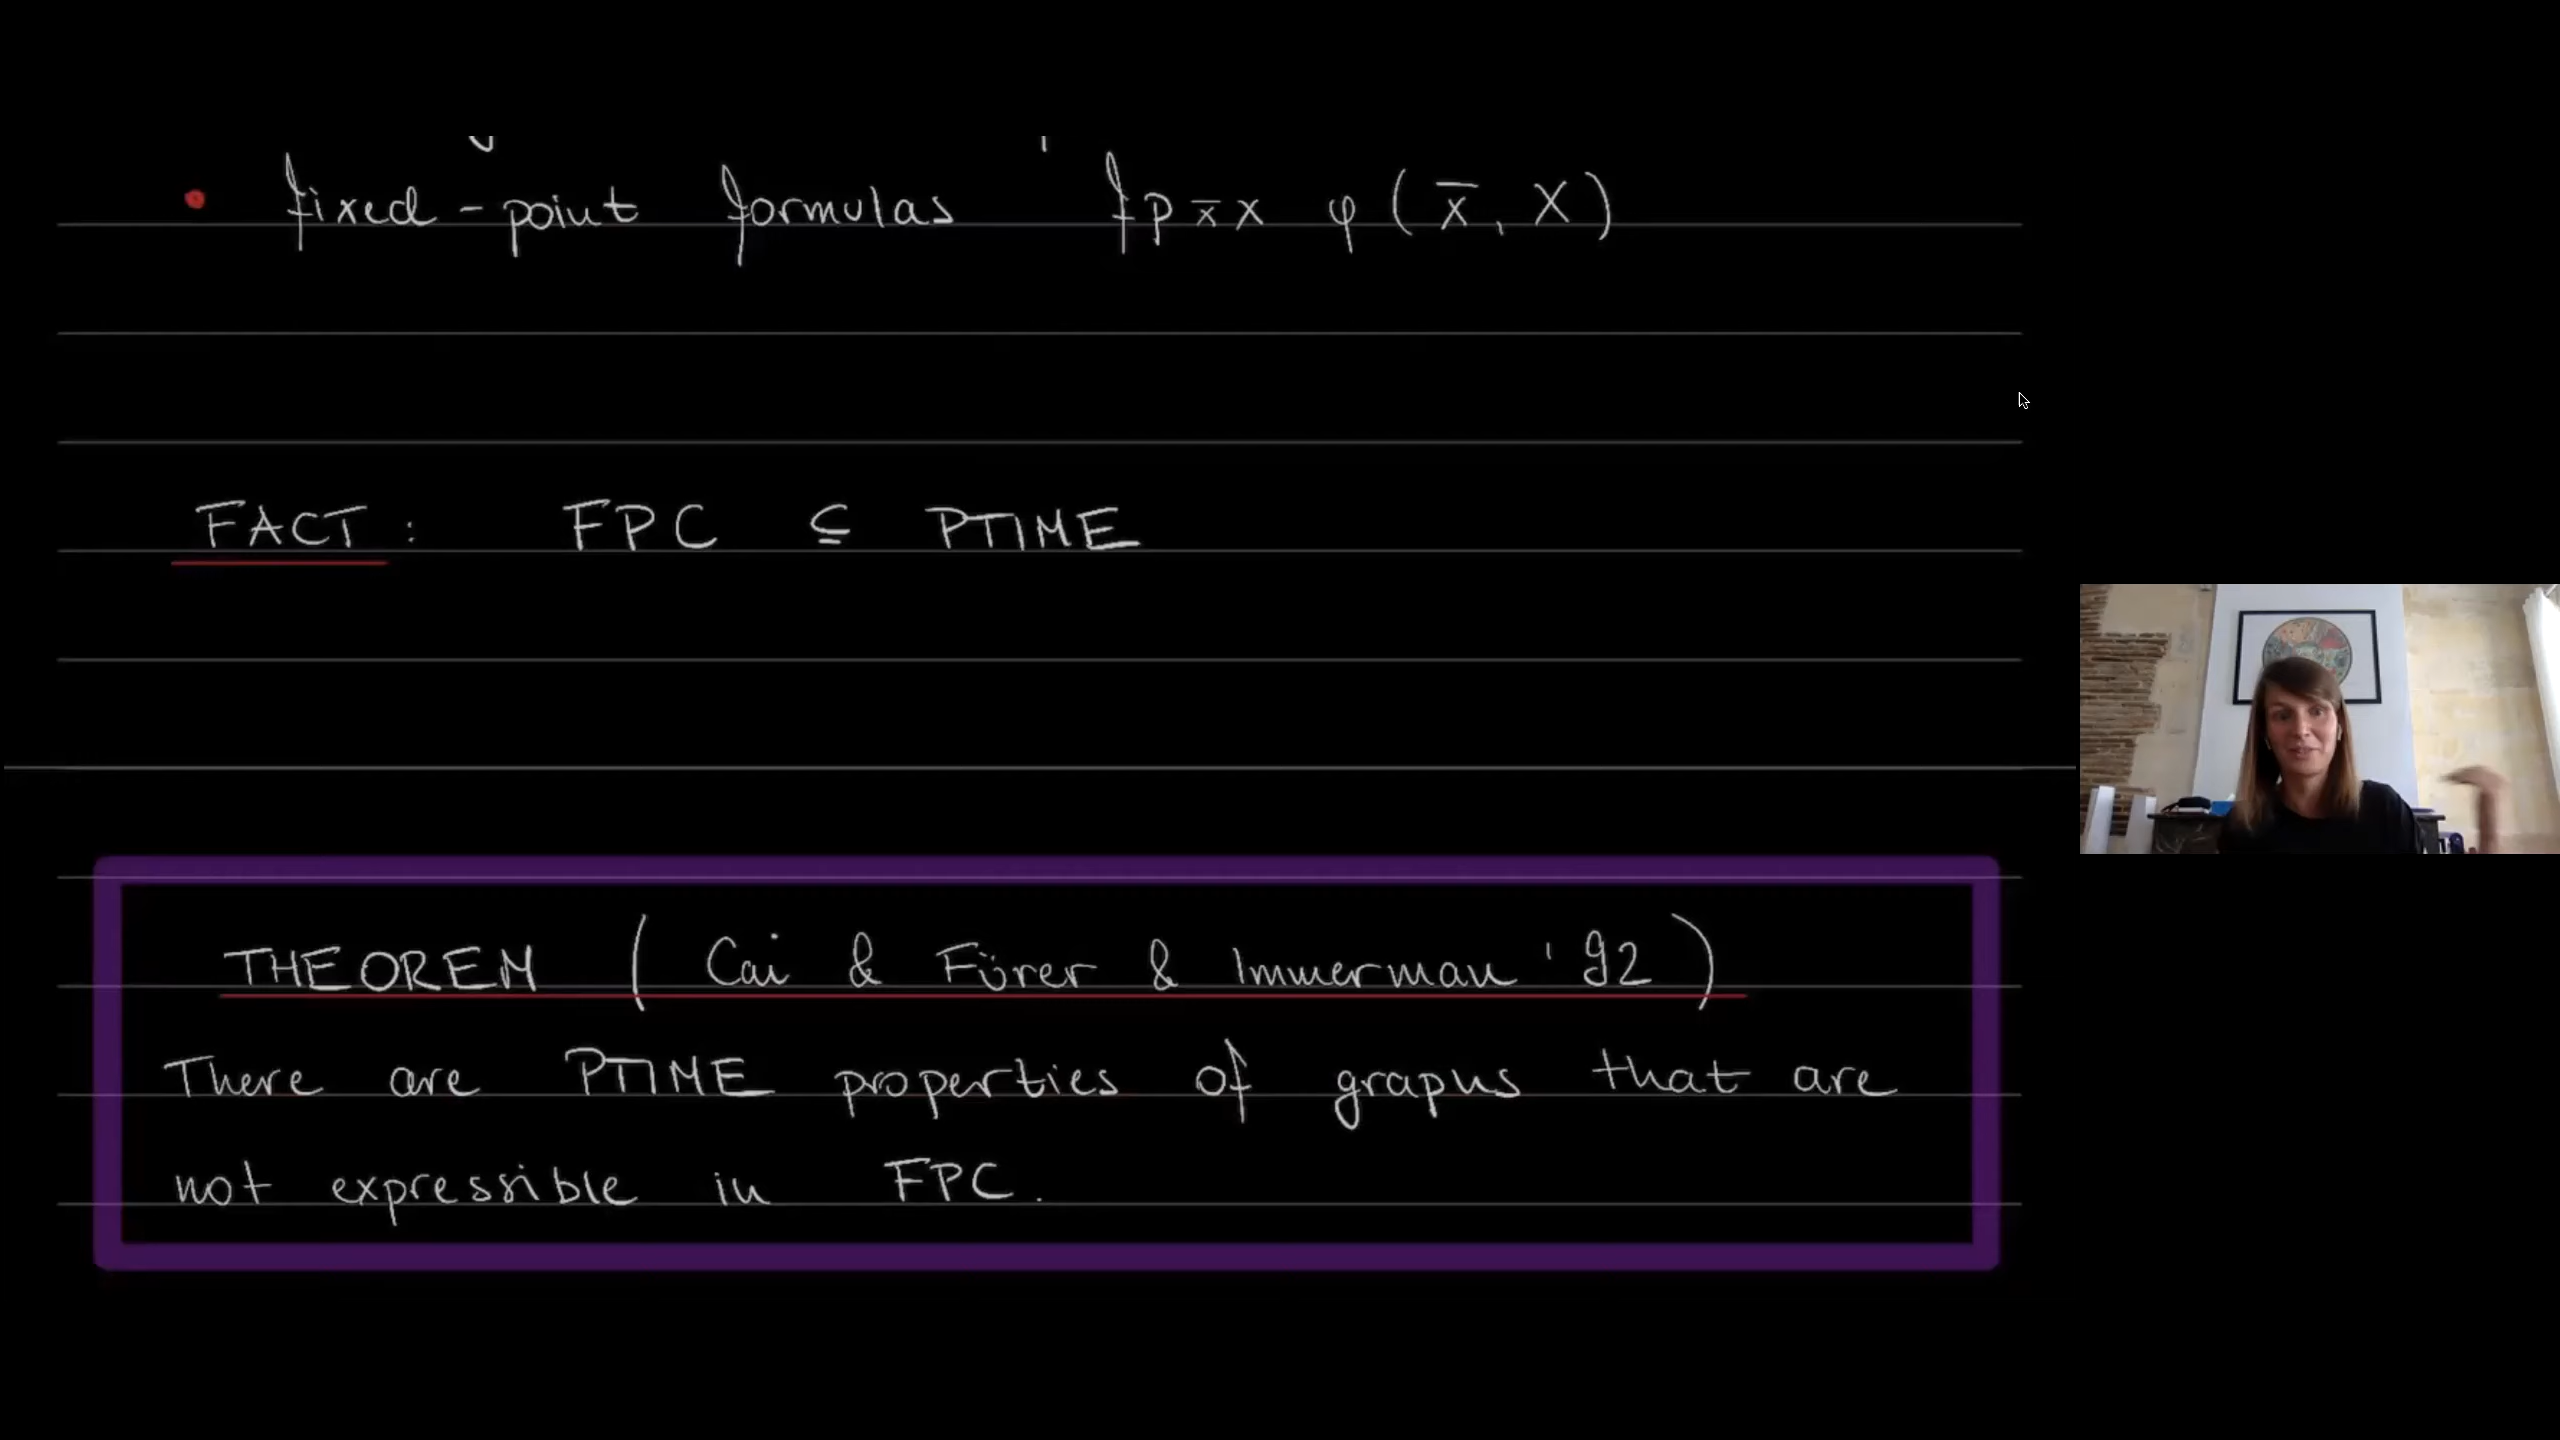 • fixed-point formulas fp x̄ X φ(x̄, X)
FACT: FPC ⊆ PTIME
THEOREM (Cai & Fürer & Immerman '92)
There are PTIME properties of graphs that are
not expressible in FPC.